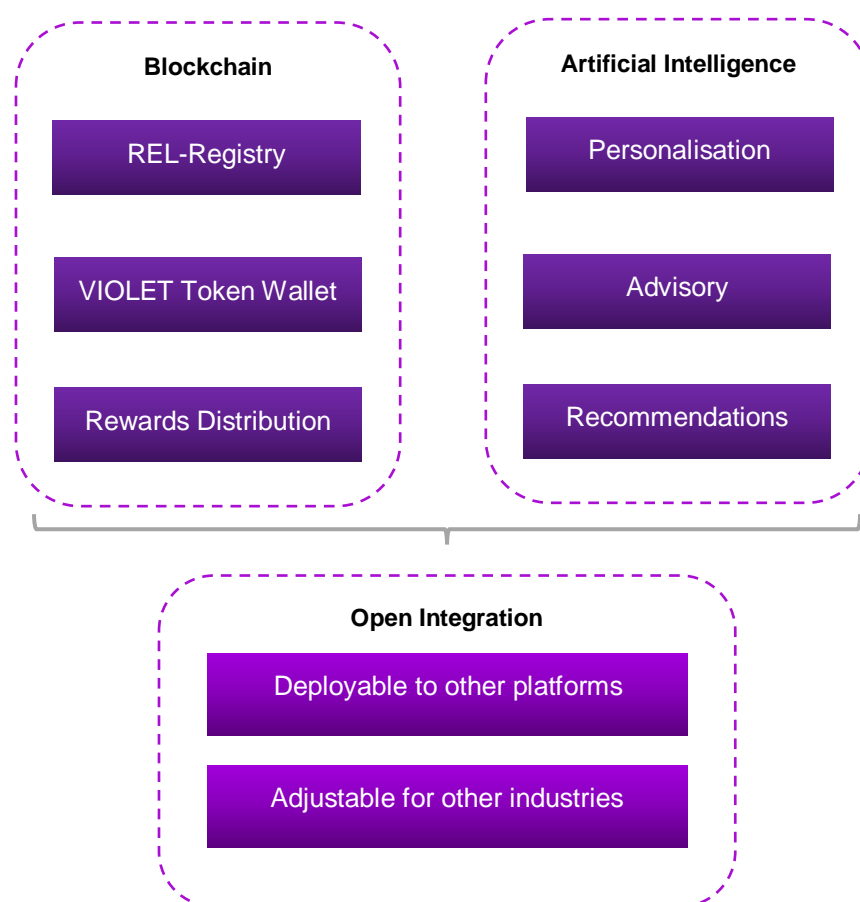 Blockchain
REL-Registry
VIOLET Token Wallet
Rewards Distribution
Artificial Intelligence
Personalisation
Advisory
Recommendations
Open Integration
Deployable to other platforms
Adjustable for other industries